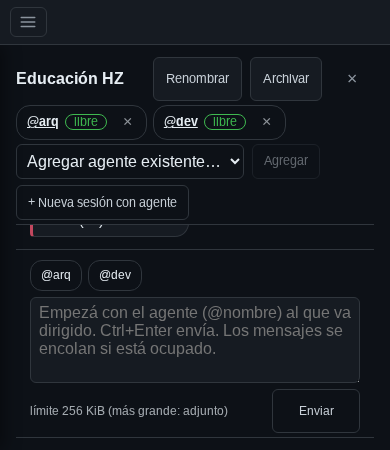 Educación HZ
Renombrar
Archivar
×
@arq libre ×
@dev libre ×
Agregar agente existente…
Agregar
+ Nueva sesión con agente
@arq
@dev
Empezá con el agente (@nombre) al que va
dirigido. Ctrl+Enter envía. Los mensajes se
encolan si está ocupado.
límite 256 KiB (más grande: adjunto)
Enviar